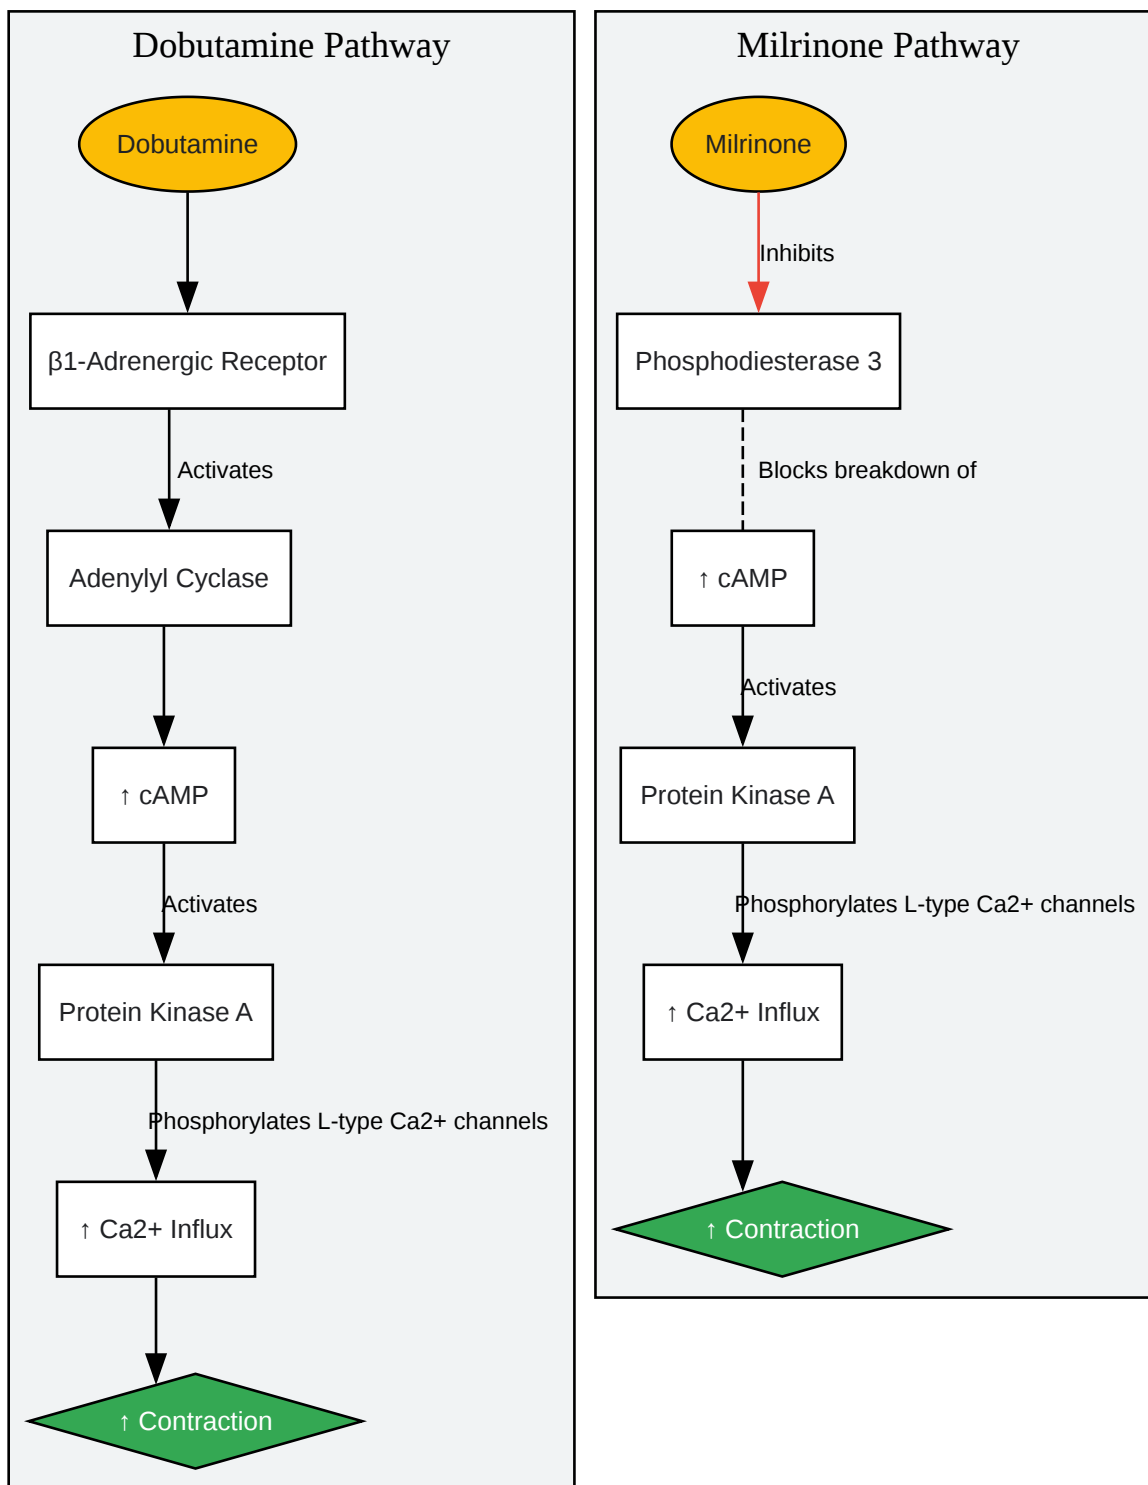 Dobutamine Pathway
Dobutamine
β1-Adrenergic Receptor
Activates
Adenylyl Cyclase
↑ cAMP
Activates
Protein Kinase A
Phosphorylates L-type Ca2+ channels
↑ Ca2+ Influx
↑ Contraction
Milrinone Pathway
Milrinone
Inhibits
Phosphodiesterase 3
Blocks breakdown of
↑ cAMP
Activates
Protein Kinase A
Phosphorylates L-type Ca2+ channels
↑ Ca2+ Influx
↑ Contraction